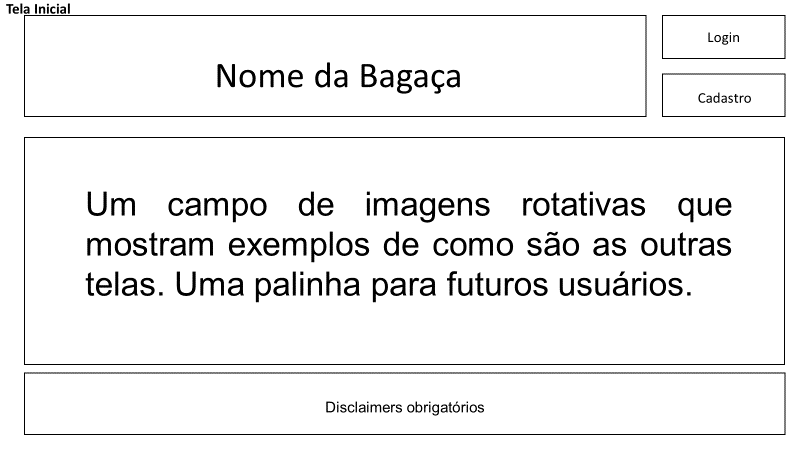 Tela Inicial
Nome da Bagaça
Login
Cadastro
Um campo de imagens rotativas que
mostram exemplos de como são as outras
telas. Uma palinha para futuros usuários.
Disclaimers obrigatórios